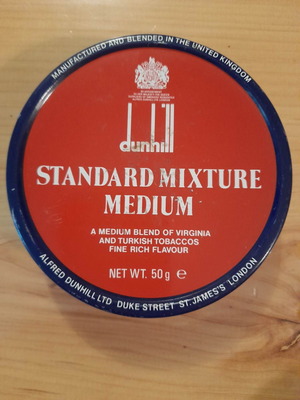 MANUFACTURED AND BLENDED IN THE UNITED KINGDOM
dunhill
STANDARD MIXTURE
MEDIUM
A MEDIUM BLEND OF VIRGINIA
AND TURKISH TOBACCOS
FINE RICH FLAVOUR
NET WT. 50g ℮
ALFRED DUNHILL LTD DUKE STREET ST. JAMES'S LONDON